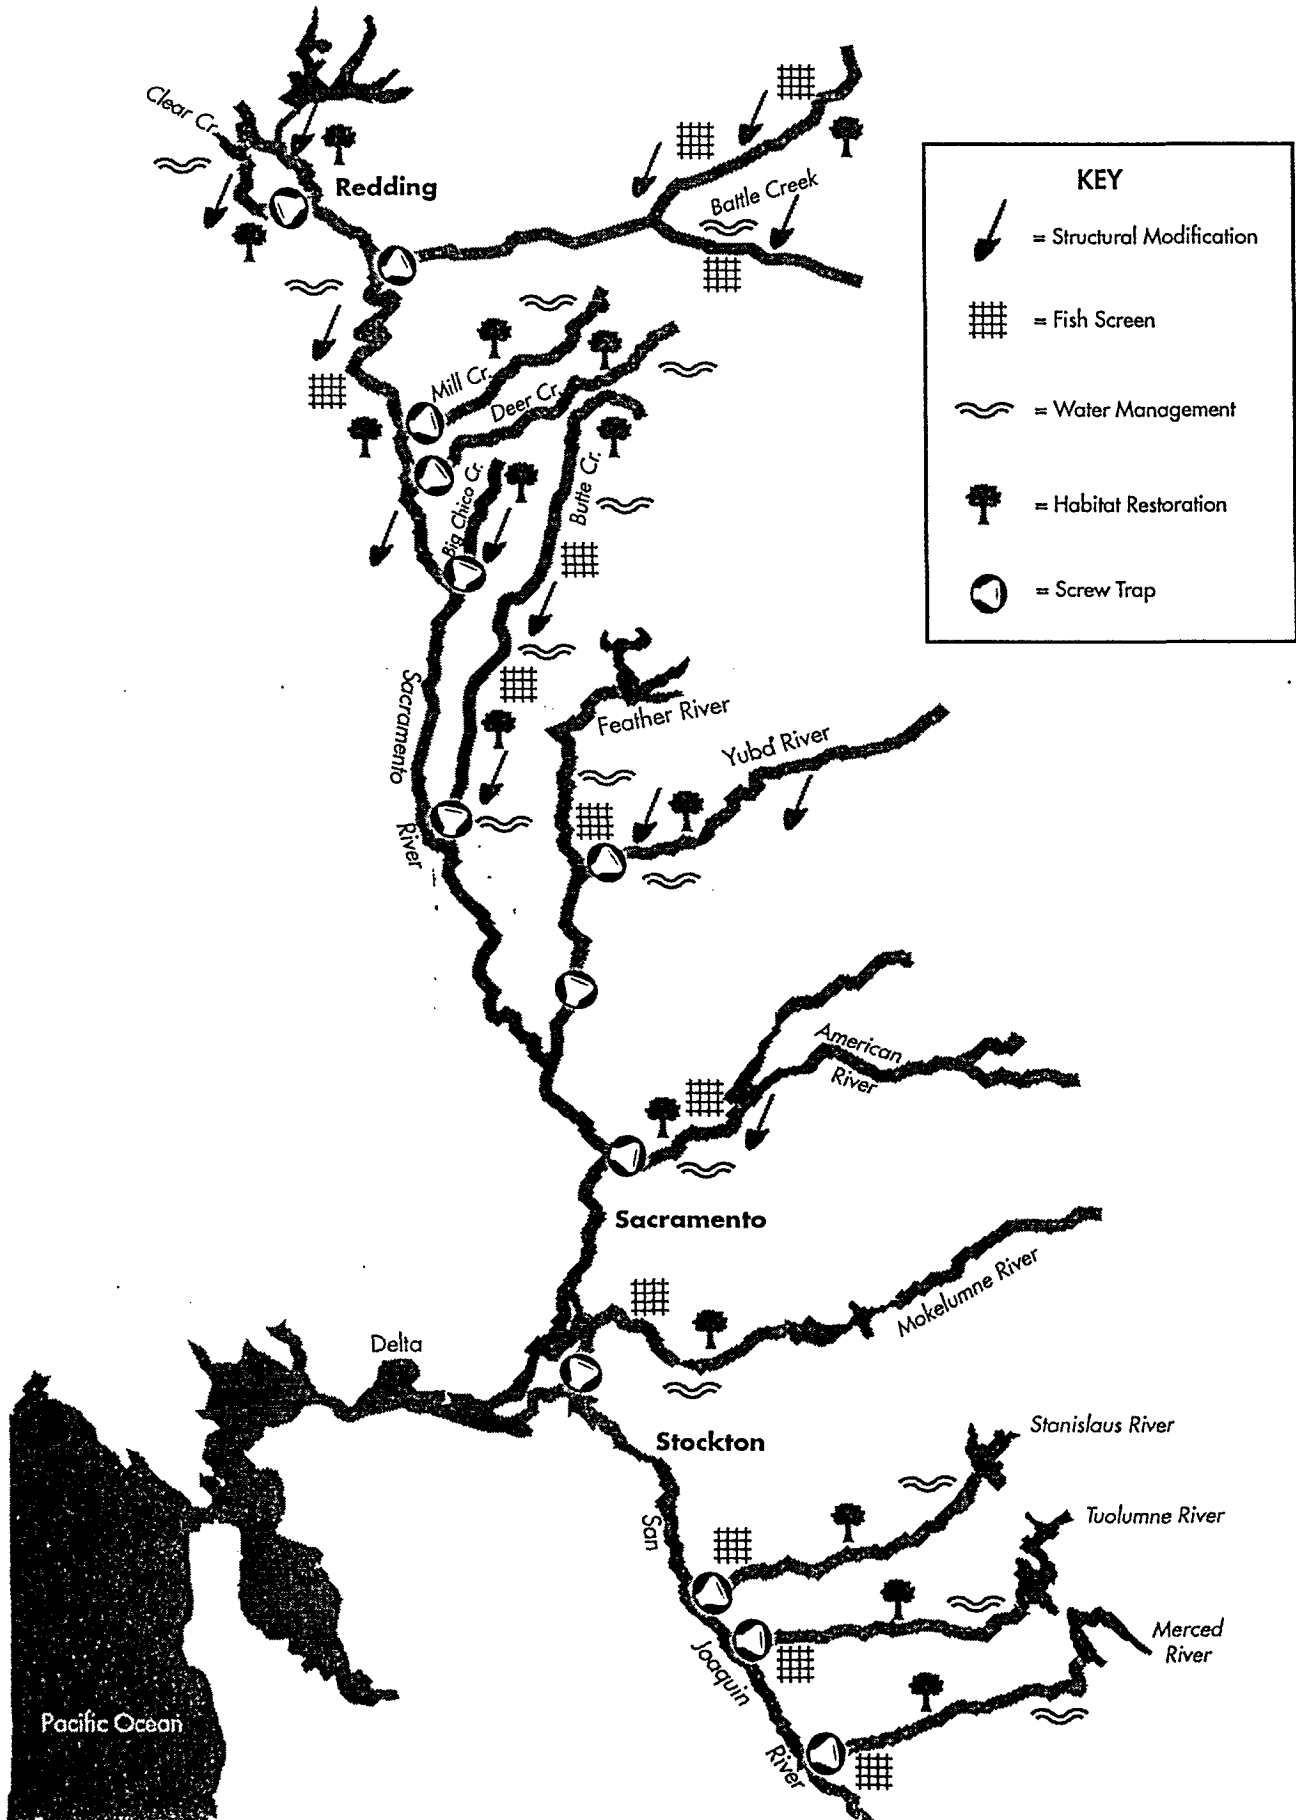 Clear Cr.
Redding
Battle Creek
KEY
= Structural Modification
= Fish Screen
= Water Management
= Habitat Restoration
= Screw Trap
Mill Cr.
Deer Cr.
Big Chico Cr.
Butte Cr.
Sacramento
River
Feather River
Yuba River
American
River
Sacramento
Mokelumne River
Delta
Stockton
Stanislaus River
Tuolumne River
San
Joaquin
River
Merced
River
Pacific Ocean